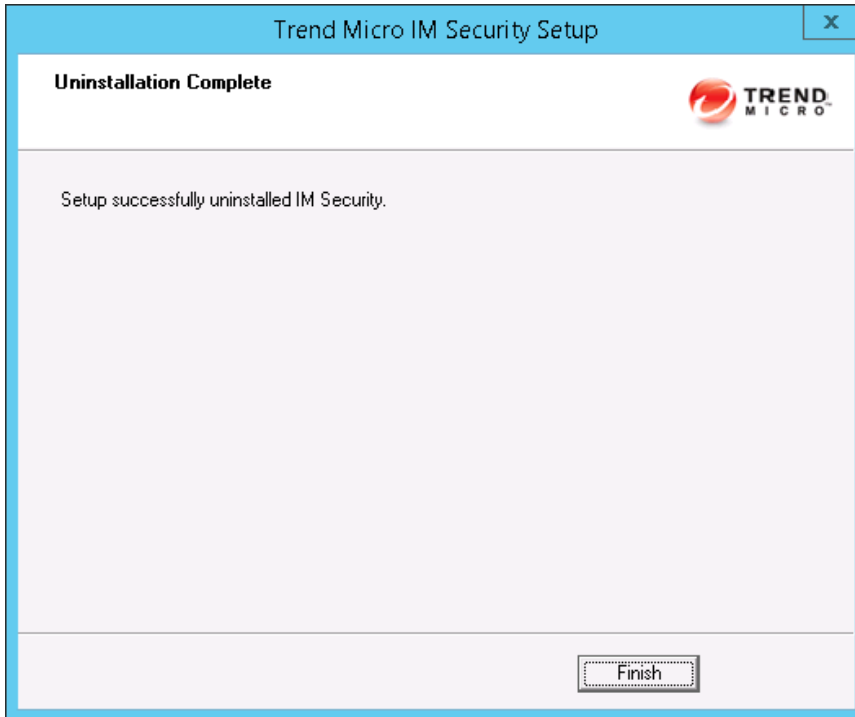 Trend Micro IM Security Setup
x
Uninstallation Complete
TREND
MICRO
Setup successfully uninstalled IM Security.
Finish